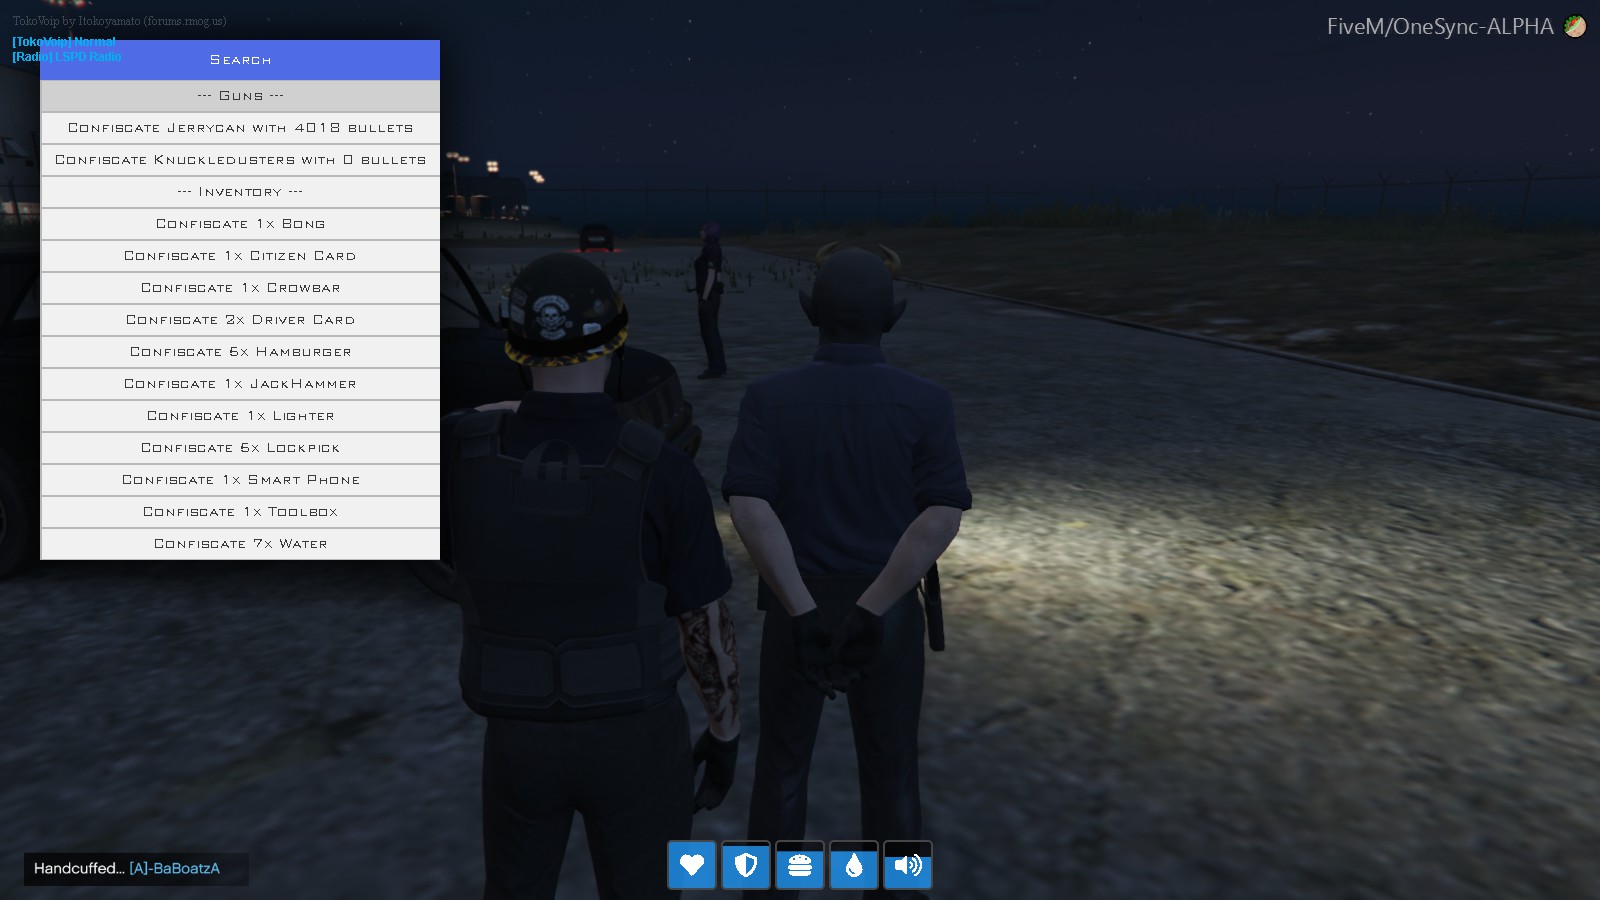 TokoVoip by Itokoyamato (forums.rmog.us)
[TokoVoip] Normal
[Radio] LSPD Radio
FiveM/OneSync-ALPHA
Search
--- Guns ---
Confiscate Jerrycan with 4018 bullets
Confiscate Knuckledusters with 0 bullets
--- Inventory ---
Confiscate 1x Bong
Confiscate 1x Citizen Card
Confiscate 1x Crowbar
Confiscate 2x Driver Card
Confiscate 6x Hamburger
Confiscate 1x JackHammer
Confiscate 1x Lighter
Confiscate 6x Lockpick
Confiscate 1x Smart Phone
Confiscate 1x Toolbox
Confiscate 7x Water
Handcuffed... [A]-BaBoatzA